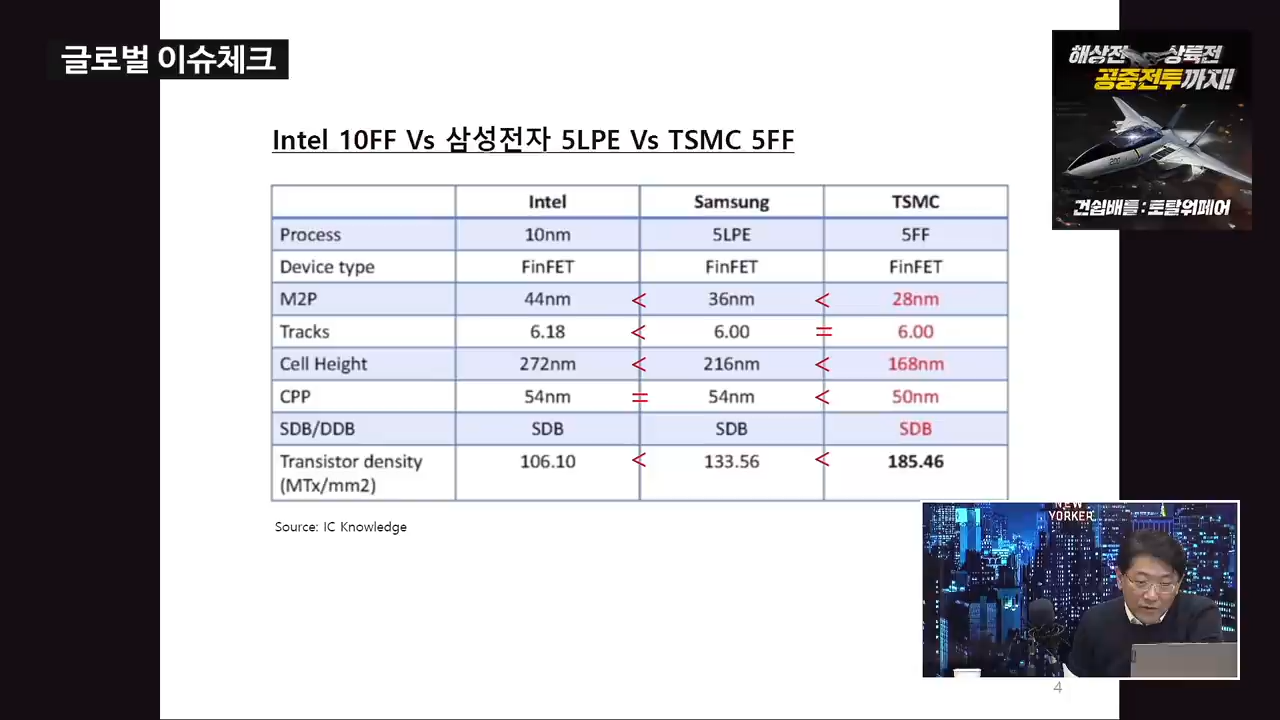 글로벌 이슈체크
해상전 상륙전
공중전투까지!
건쉽배틀:토탈워페어
Intel 10FF Vs 삼성전자 5LPE Vs TSMC 5FF
Intel Samsung TSMC
Process 10nm 5LPE 5FF
Device type FinFET FinFET FinFET
M2P 44nm < 36nm < 28nm
Tracks 6.18 < 6.00 = 6.00
Cell Height 272nm < 216nm < 168nm
CPP 54nm = 54nm < 50nm
SDB/DDB SDB SDB SDB
Transistor density 106.10 < 133.56 < 185.46
(MTx/mm2)
Source: IC Knowledge
NEW
YORKER
4